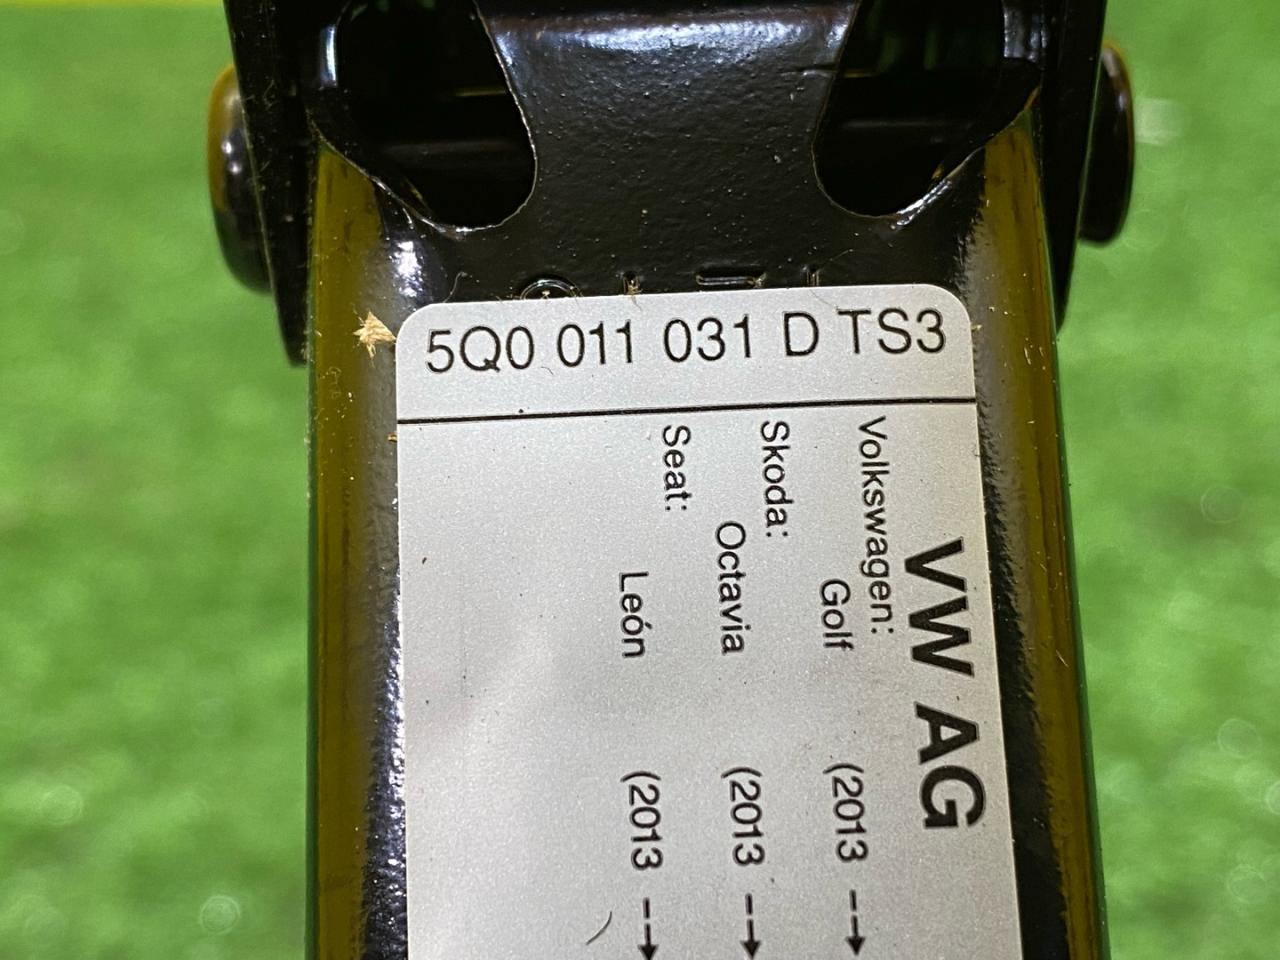 5Q0 011 031 D TS3
VW AG
Volkswagen:
Golf (2013 -->
Skoda:
Octavia (2013 -->
Seat:
León (2013 -->